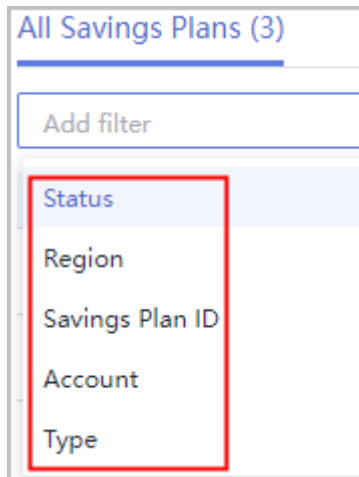 All Savings Plans (3)
Add filter
Status
Region
Savings Plan ID
Account
Type